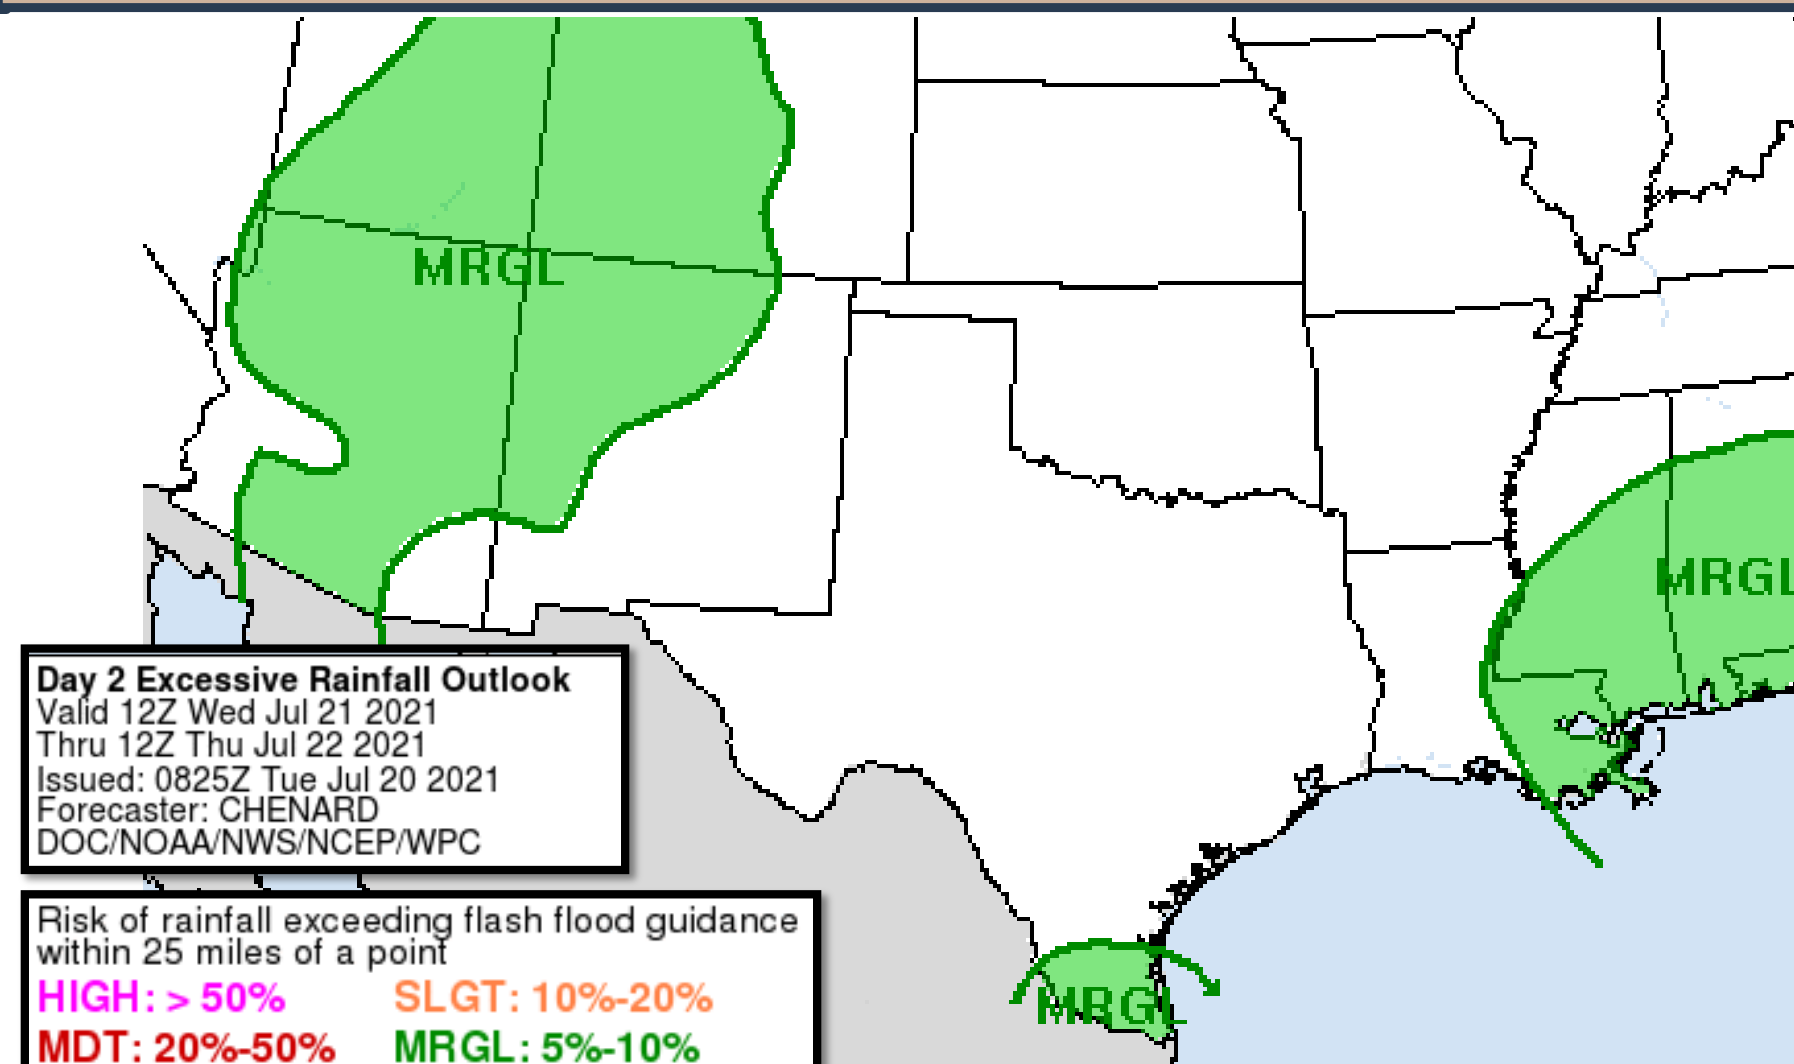 MRGL
MRGL
Day 2 Excessive Rainfall Outlook
Valid 12Z Wed Jul 21 2021
Thru 12Z Thu Jul 22 2021
Issued: 0825Z Tue Jul 20 2021
Forecaster: CHENARD
DOC/NOAA/NWS/NCEP/WPC
Risk of rainfall exceeding flash flood guidance
within 25 miles of a point
HIGH: > 50% SLGT: 10%-20%
MDT: 20%-50% MRGL: 5%-10%
MRGL